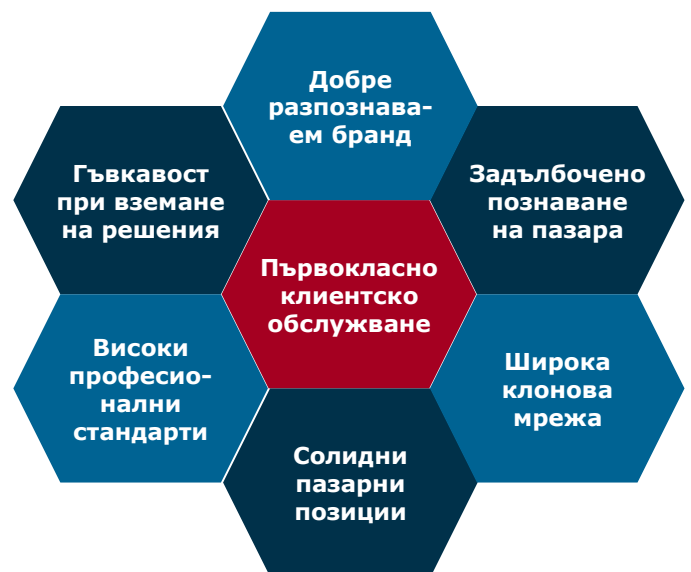 Добре
разпознава-
ем бранд
Гъвкавост
при вземане
на решения
Задълбочено
познаване
на пазара
Първокласно
клиентско
обслужване
Високи
професио-
нални
стандарти
Широка
клонова
мрежа
Солидни
пазарни
позиции